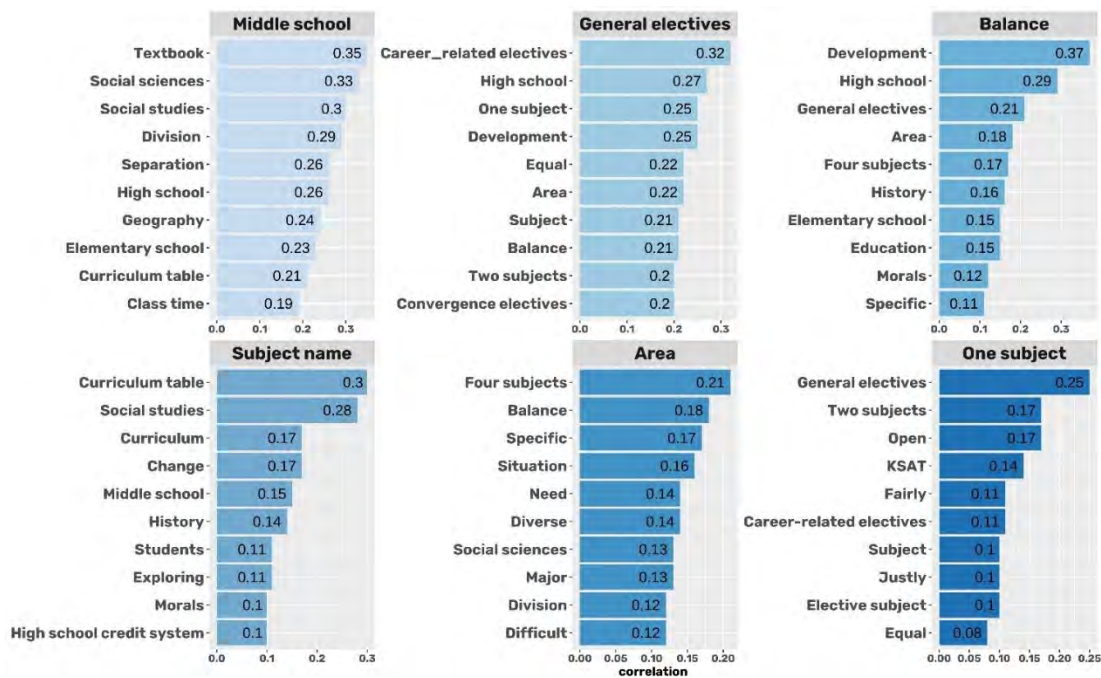 Middle school
Textbook 0.35
Social sciences 0.33
Social studies 0.3
Division 0.29
Separation 0.26
High school 0.26
Geography 0.24
Elementary school 0.23
Curriculum table 0.21
Class time 0.19
0.0 0.1 0.2 0.3
General electives
Career_related electives 0.32
High school 0.27
One subject 0.25
Development 0.25
Equal 0.22
Area 0.22
Subject 0.21
Balance 0.21
Two subjects 0.2
Convergence electives 0.2
0.0 0.1 0.2 0.3
Balance
Development 0.37
High school 0.29
General electives 0.21
Area 0.18
Four subjects 0.17
History 0.16
Elementary school 0.15
Education 0.15
Morals 0.12
Specific 0.11
0.0 0.1 0.2 0.3
Subject name
Curriculum table 0.3
Social studies 0.28
Curriculum 0.17
Change 0.17
Middle school 0.15
History 0.14
Students 0.11
Exploring 0.11
Morals 0.1
High school credit system 0.1
0.0 0.1 0.2 0.3
Area
Four subjects 0.21
Balance 0.18
Specific 0.17
Situation 0.16
Need 0.14
Diverse 0.14
Social sciences 0.13
Major 0.13
Division 0.12
Difficult 0.12
0.00 0.05 0.10 0.15 0.20
correlation
One subject
General electives 0.25
Two subjects 0.17
Open 0.17
KSAT 0.14
Fairly 0.11
Career-related electives 0.11
Subject 0.1
Justly 0.1
Elective subject 0.1
Equal 0.08
0.00 0.05 0.10 0.15 0.20 0.25